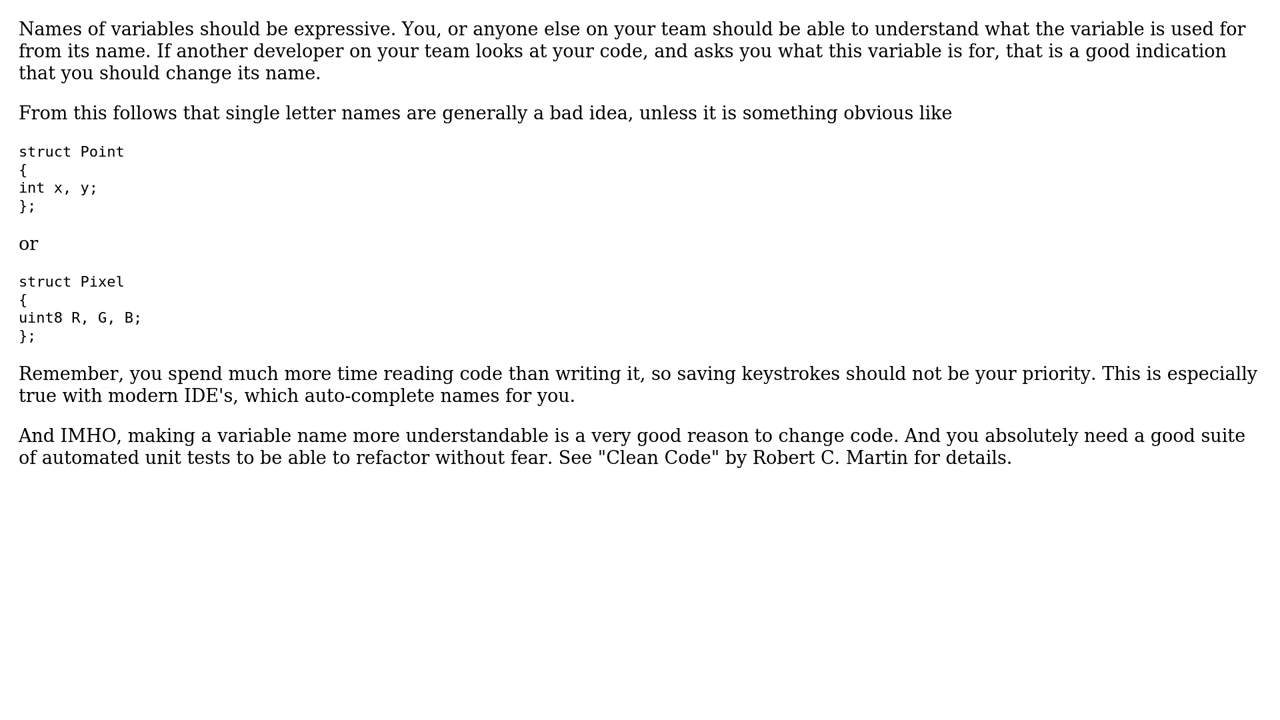 Names of variables should be expressive. You, or anyone else on your team should be able to understand what the variable is used for
from its name. If another developer on your team looks at your code, and asks you what this variable is for, that is a good indication
that you should change its name.
From this follows that single letter names are generally a bad idea, unless it is something obvious like
struct Point
{
int x, y;
};
or
struct Pixel
{
uint8 R, G, B;
};
Remember, you spend much more time reading code than writing it, so saving keystrokes should not be your priority. This is especially
true with modern IDE's, which auto-complete names for you.
And IMHO, making a variable name more understandable is a very good reason to change code. And you absolutely need a good suite
of automated unit tests to be able to refactor without fear. See "Clean Code" by Robert C. Martin for details.